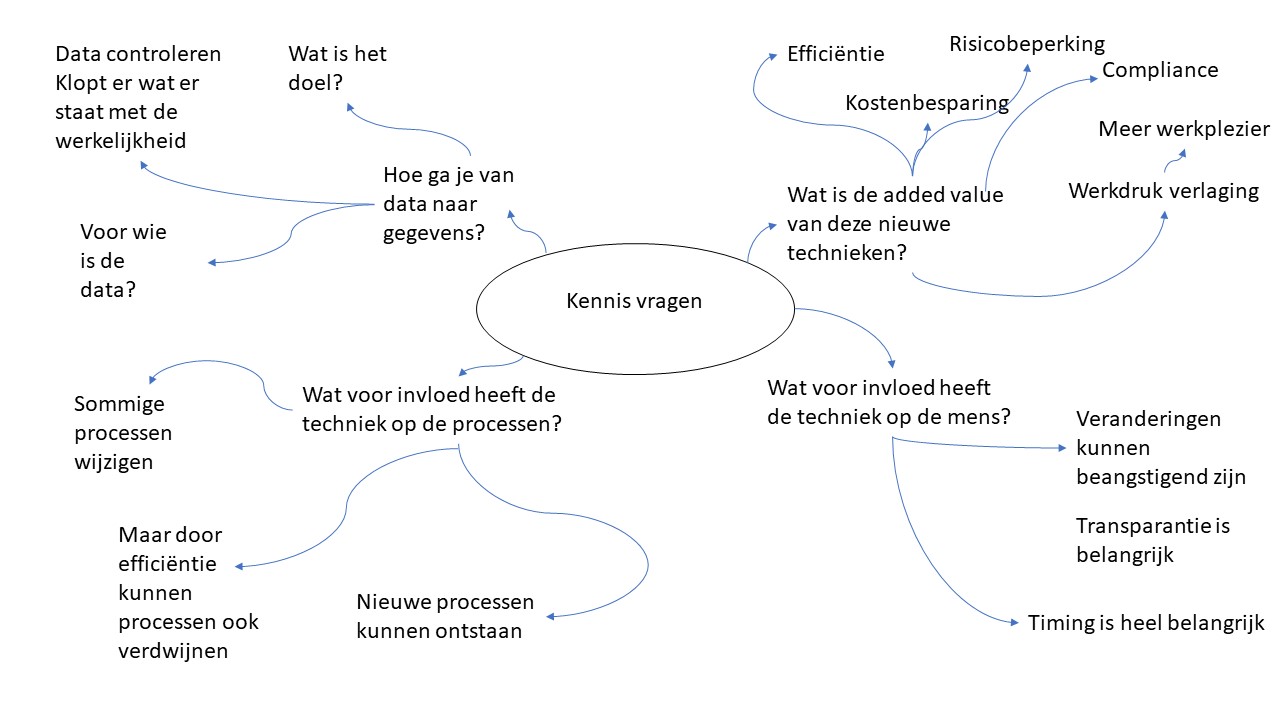 Data controleren
Klopt er wat er
staat met de
werkelijkheid
Wat is het
doel?
Hoe ga je van
data naar
gegevens?
Voor wie
is de
data?
Efficiëntie
Risicobeperking
Compliance
Kostenbesparing
Meer werkplezier
Wat is de added value
van deze nieuwe
technieken?
Werkdruk verlaging
Kennis vragen
Wat voor invloed heeft de
techniek op de processen?
Sommige
processen
wijzigen
Maar door
efficiëntie
kunnen
processen ook
verdwijnen
Nieuwe processen
kunnen ontstaan
Wat voor invloed heeft
de techniek op de mens?
Veranderingen
kunnen
beangstigend zijn
Transparantie is
belangrijk
Timing is heel belangrijk